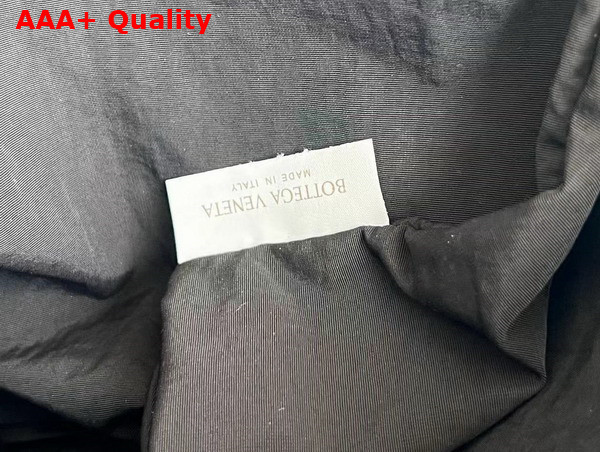 AAA+ Quality
BOTTEGA VENETA
MADE IN ITALY